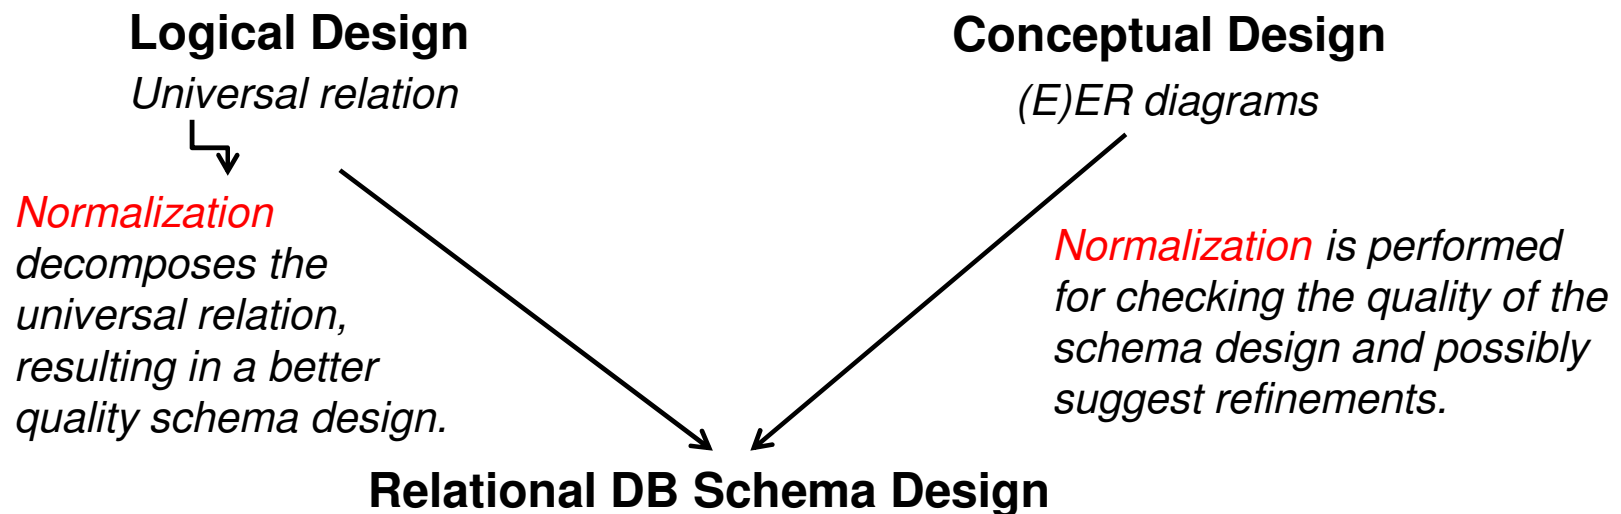 Logical Design
Universal relation
Normalization
decomposes the
universal relation,
resulting in a better
quality schema design.
Conceptual Design
(E)ER diagrams
Normalization is performed
for checking the quality of the
schema design and possibly
suggest refinements.
Relational DB Schema Design